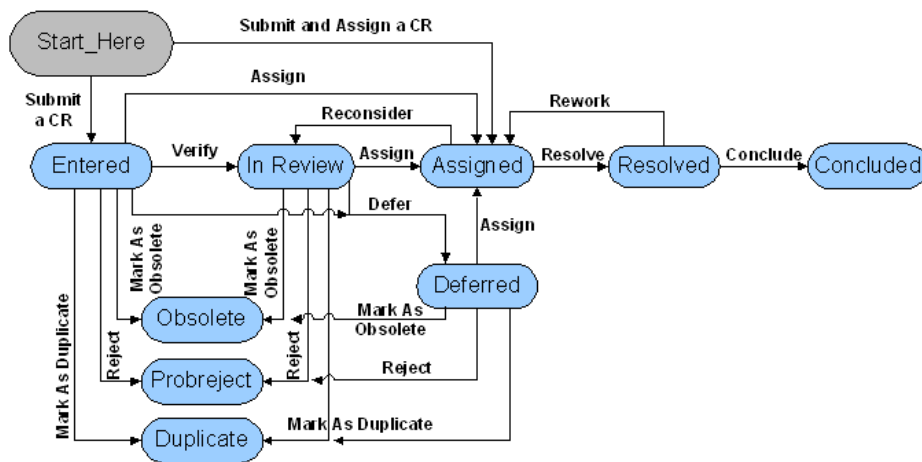 Submit and Assign a CR
Start_Here
Assign
Submit
a CR
Reconsider
Rework
Entered
Verify
In Review
Assign
Assigned
Resolve
Resolved
Conclude
Concluded
Defer
Assign
Mark As
Obsolete
Mark As
Obsolete
Deferred
Obsolete
Mark As
Obsolete
Mark As Duplicate
Reject
Probreject
Reject
Reject
Duplicate
Mark As Duplicate